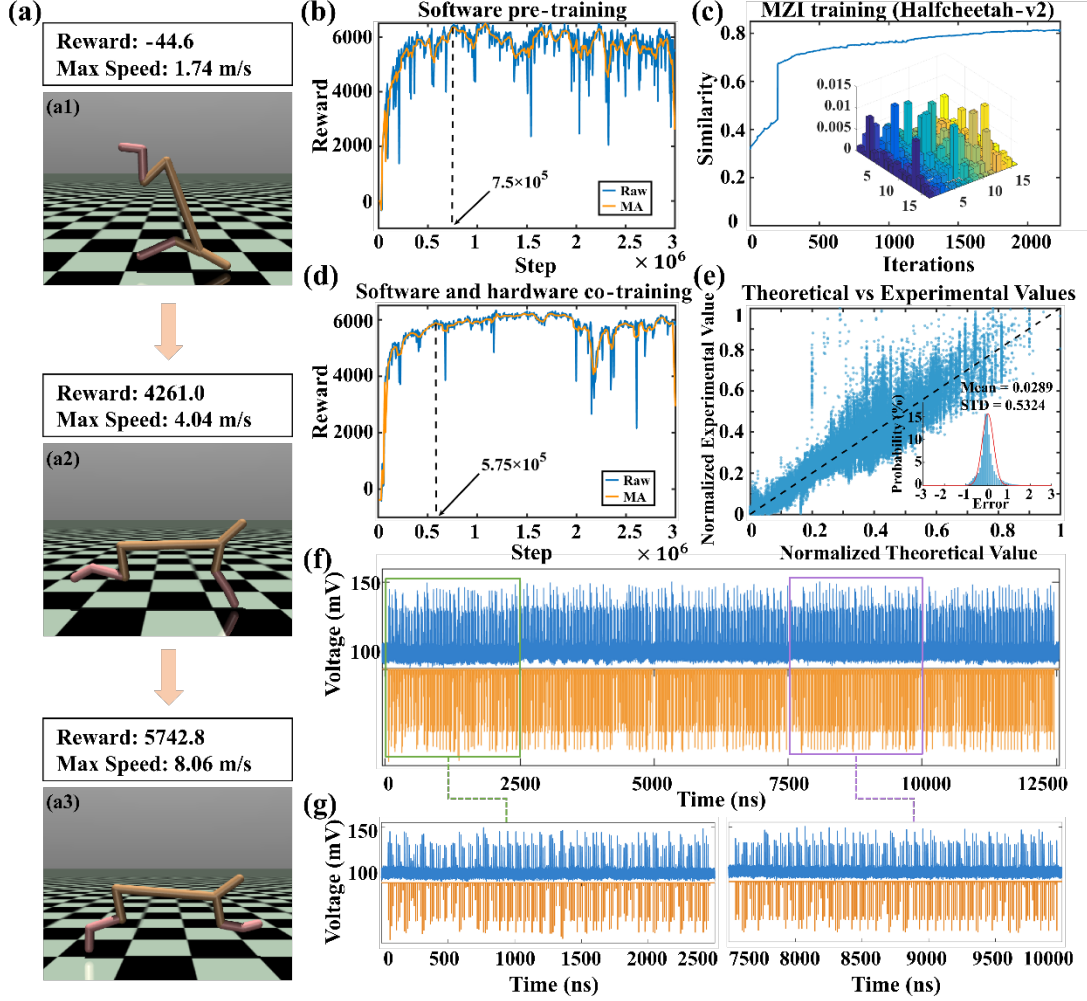 (a)
Reward: -44.6
Max Speed: 1.74 m/s
(a1)
Reward: 4261.0
Max Speed: 4.04 m/s
(a2)
Reward: 5742.8
Max Speed: 8.06 m/s
(a3)
(b)
Software pre-training
Reward
6000
4000
2000
0
7.5×10⁵
Raw
MA
0 0.5 1 1.5 2 2.5 3
Step
× 10⁶
(c)
MZI training (Halfcheetah-v2)
Similarity
0.8
0.6
0.4
0.2
0
0.015
0.01
0.005
0
5
10
15
5
10
15
0 500 1000 1500 2000
Iterations
(d)
Software and hardware co-training
Reward
6000
4000
2000
0
5.75×10⁵
Raw
MA
0 0.5 1 1.5 2 2.5 3
Step
× 10⁶
(e)
Theoretical vs Experimental Values
Normalized Experimental Value
1
0.8
0.6
0.4
0.2
0
Mean = 0.0289
STD = 0.5324
Probability (%)
15
10
5
0
-3 -2 -1 0 1 2 3
Error
0 0.2 0.4 0.6 0.8 1
Normalized Theoretical Value
(f)
Voltage (mV)
150
100
0 2500 5000 7500 10000 12500
Time (ns)
(g)
Voltage (mV)
150
100
0 500 1000 1500 2000 2500
Time (ns)
7500 8000 8500 9000 9500 10000
Time (ns)